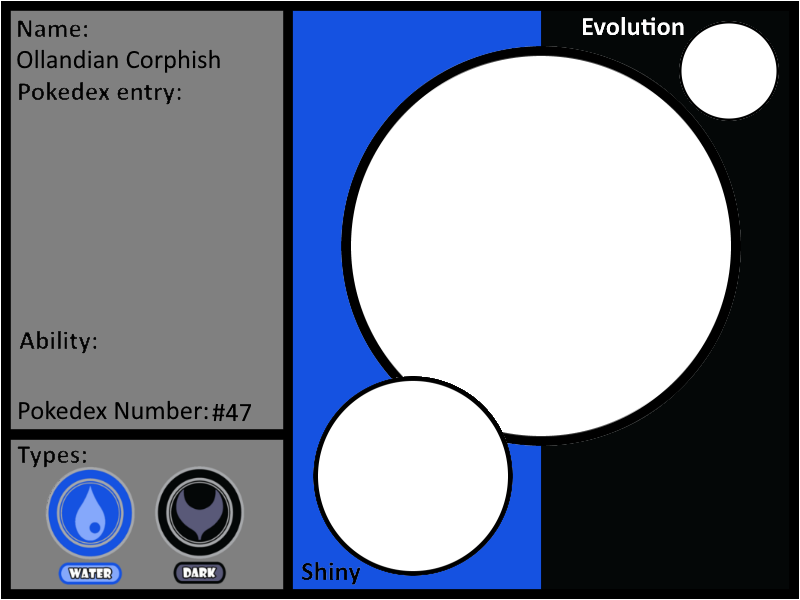 Name:
Ollandian Corphish
Pokedex entry:
Ability:
Pokedex Number: #47
Types:
WATER
DARK
Evolution
Shiny